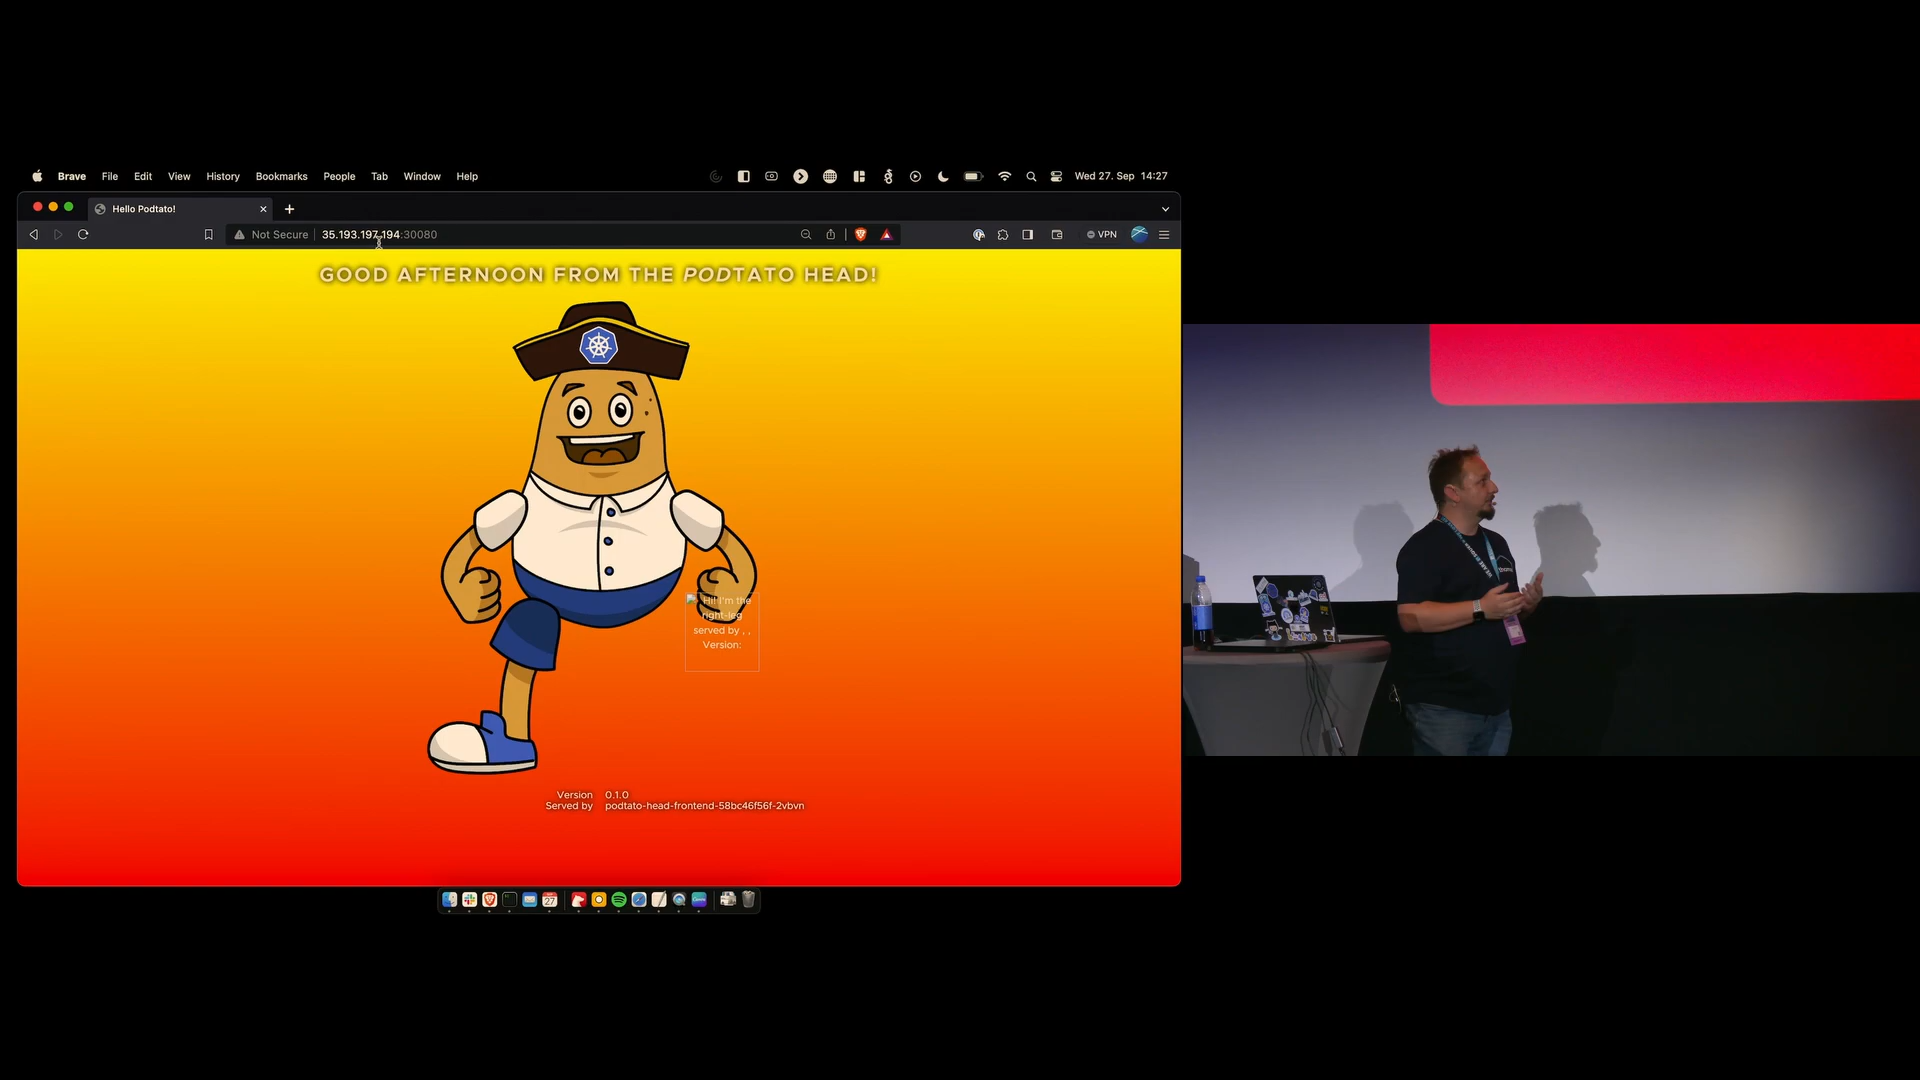 Brave File Edit View History Bookmarks People Tab Window Help
Wed 27. Sep 14:27
Hello Podtato!
Not Secure 35.193.197.194:30080
VPN
GOOD AFTERNOON FROM THE PODTATO HEAD!
Hi! I'm the
right-leg
served by , ,
Version:
Version 0.1.0
Served by podtato-head-frontend-58bc46f56f-2vbvn
27